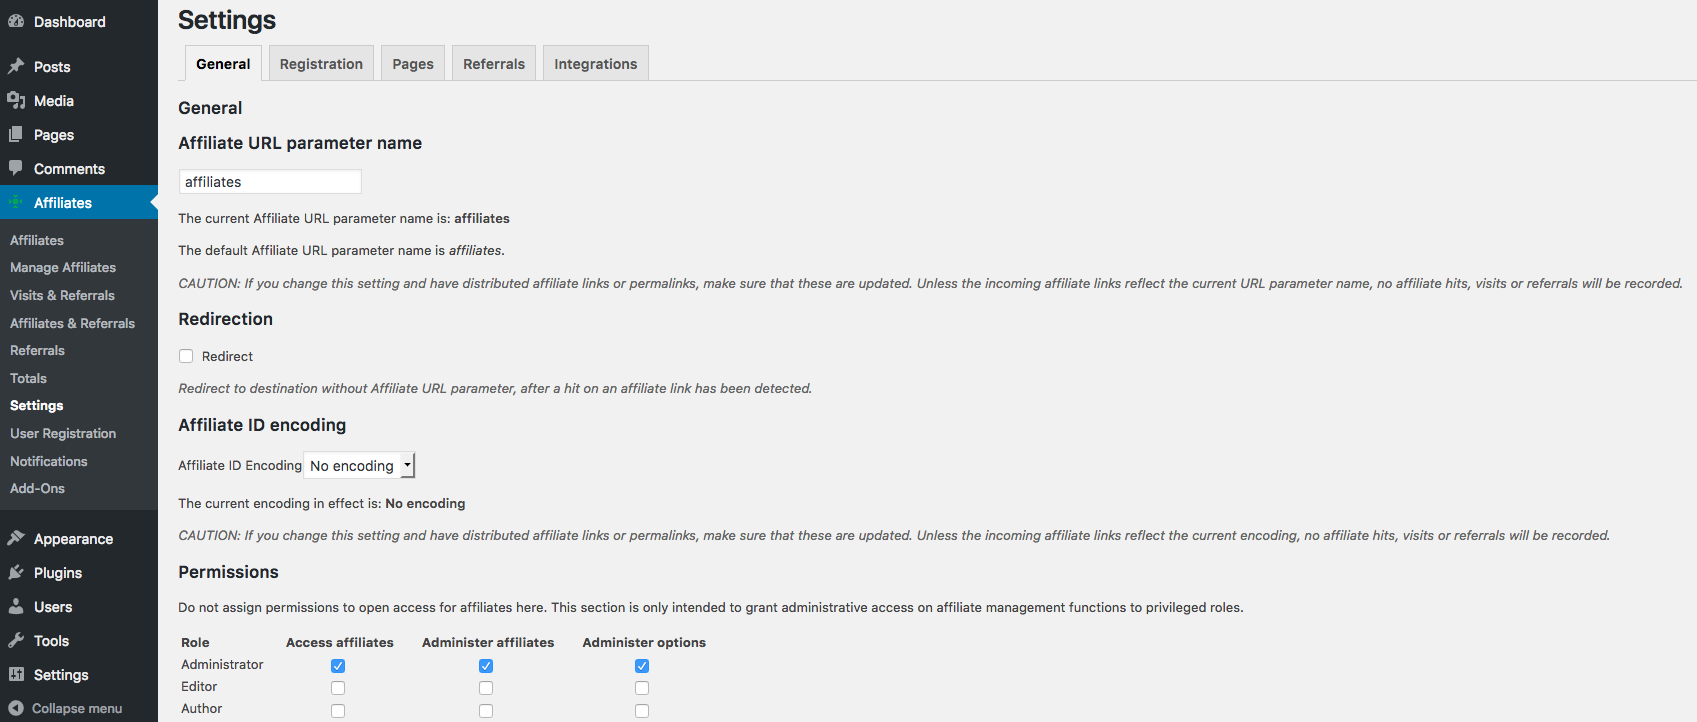 Dashboard
Posts
Media
Pages
Comments
Affiliates
Affiliates
Manage Affiliates
Visits & Referrals
Affiliates & Referrals
Referrals
Totals
Settings
User Registration
Notifications
Add-Ons
Appearance
Plugins
Users
Tools
Settings
Collapse menu
Settings
General Registration Pages Referrals Integrations
General
Affiliate URL parameter name
affiliates
The current Affiliate URL parameter name is: affiliates
The default Affiliate URL parameter name is affiliates.
CAUTION: If you change this setting and have distributed affiliate links or permalinks, make sure that these are updated. Unless the incoming affiliate links reflect the current URL parameter name, no affiliate hits, visits or referrals will be recorded.
Redirection
Redirect
Redirect to destination without Affiliate URL parameter, after a hit on an affiliate link has been detected.
Affiliate ID encoding
Affiliate ID Encoding No encoding
The current encoding in effect is: No encoding
CAUTION: If you change this setting and have distributed affiliate links or permalinks, make sure that these are updated. Unless the incoming affiliate links reflect the current encoding, no affiliate hits, visits or referrals will be recorded.
Permissions
Do not assign permissions to open access for affiliates here. This section is only intended to grant administrative access on affiliate management functions to privileged roles.
Role Access affiliates Administer affiliates Administer options
Administrator
Editor
Author